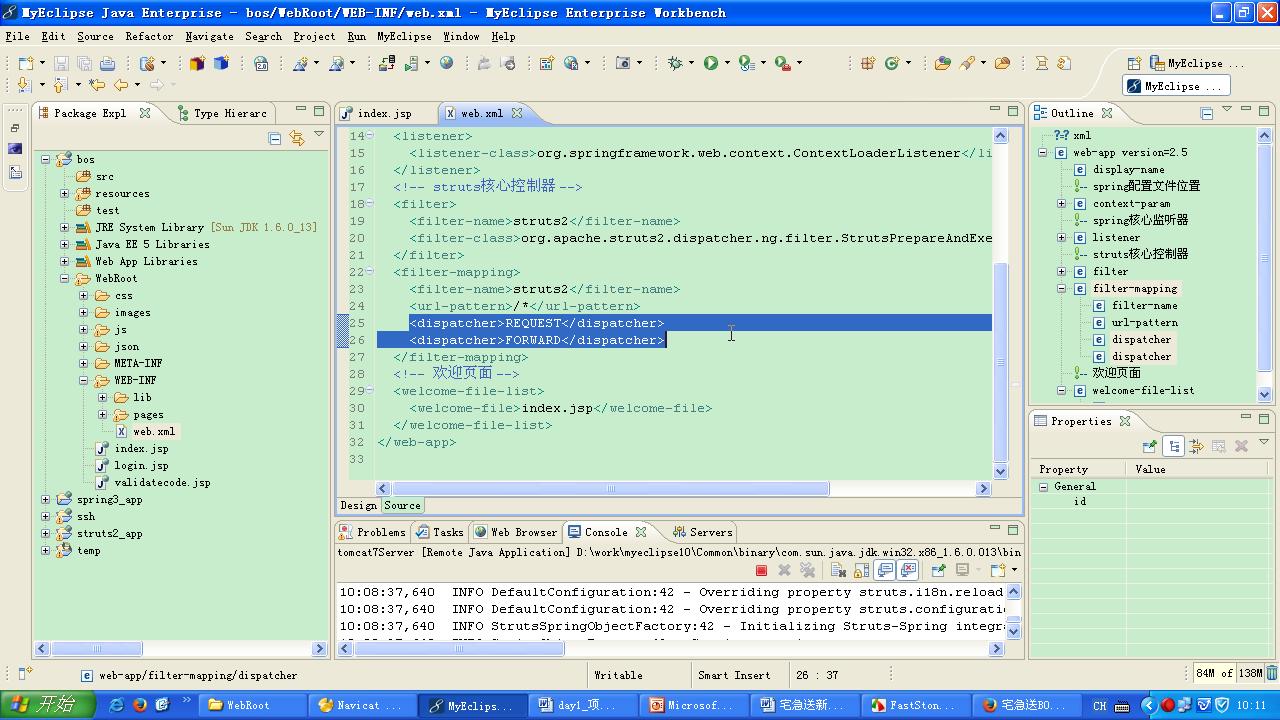 MyEclipse Java Enterprise - bos/WebRoot/WEB-INF/web.xml - MyEclipse Enterprise Workbench
File Edit Source Refactor Navigate Search Project Run MyEclipse Window Help
MyEclipse ...
MyEclipse ...
Package Expl
Type Hierarc
bos
src
resources
test
JRE System Library [Sun JDK 1.6.0_13]
Java EE 5 Libraries
Web App Libraries
WebRoot
css
images
js
json
META-INF
WEB-INF
lib
pages
web.xml
index.jsp
login.jsp
validatecode.jsp
spring3_app
ssh
struts2_app
temp
index.jsp
web.xml
14 <listener>
15 <listener-class>org.springframework.web.context.ContextLoaderListener</li
16 </listener>
17 <!-- struts核心控制器 -->
18 <filter>
19 <filter-name>struts2</filter-name>
20 <filter-class>org.apache.struts2.dispatcher.ng.filter.StrutsPrepareAndExe
21 </filter>
22 <filter-mapping>
23 <filter-name>struts2</filter-name>
24 <url-pattern>/*</url-pattern>
25 <dispatcher>REQUEST</dispatcher>
26 <dispatcher>FORWARD</dispatcher>
27 </filter-mapping>
28 <!-- 欢迎页面 -->
29 <welcome-file-list>
30 <welcome-file>index.jsp</welcome-file>
31 </welcome-file-list>
32 </web-app>
33
Design Source
Outline
xml
web-app version=2.5
display-name
spring配置文件位置
context-param
spring核心监听器
listener
struts核心控制器
filter
filter-mapping
filter-name
url-pattern
dispatcher
dispatcher
欢迎页面
welcome-file-list
Properties
Property Value
General
id
Problems Tasks Web Browser Console Servers
tomcat7Server [Remote Java Application] D:\work\myeclipse10\Common\binary\com.sun.java.jdk.win32.x86_1.6.0.013\bin
10:08:37,640 INFO DefaultConfiguration:42 - Overriding property struts.i18n.reload
10:08:37,640 INFO DefaultConfiguration:42 - Overriding property struts.configurati
10:08:37,640 INFO StrutsSpringObjectFactory:42 - Initializing Struts-Spring integr
web-app/filter-mapping/dispatcher
Writable
Smart Insert
26 : 37
84M of 138M
开始
WebRoot
Navicat ...
MyEclips...
day1_项...
Microsof...
宅急送新...
FastSton...
宅急送BO...
CH
10:11